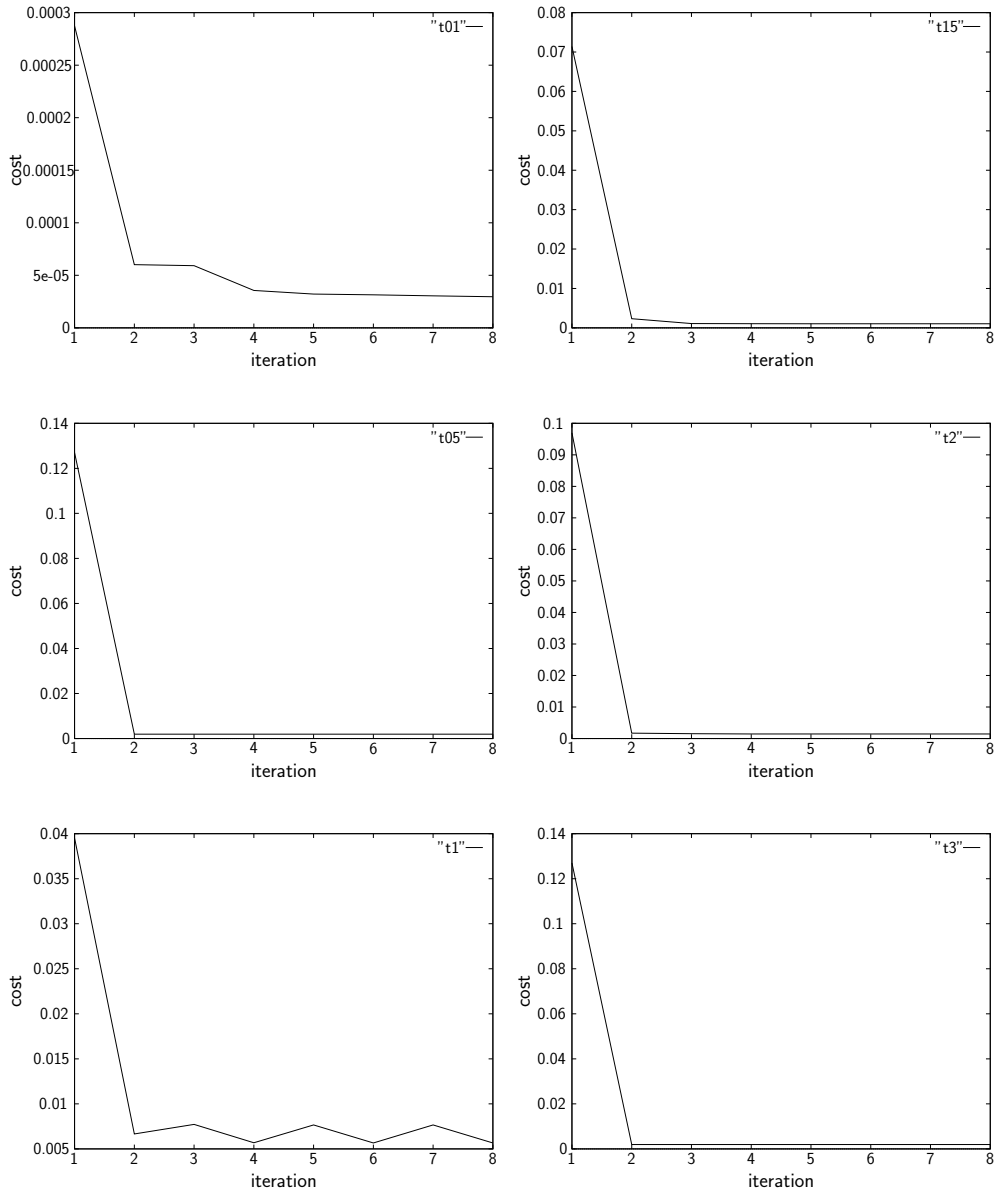 "t01"
0.0003
0.00025
0.0002
0.00015
0.0001
5e-05
0
cost
1 2 3 4 5 6 7 8
iteration
"t15"
0.08
0.07
0.06
0.05
0.04
0.03
0.02
0.01
0
cost
1 2 3 4 5 6 7 8
iteration
"t05"
0.14
0.12
0.1
0.08
0.06
0.04
0.02
0
cost
1 2 3 4 5 6 7 8
iteration
"t2"
0.1
0.09
0.08
0.07
0.06
0.05
0.04
0.03
0.02
0.01
0
cost
1 2 3 4 5 6 7 8
iteration
"t1"
0.04
0.035
0.03
0.025
0.02
0.015
0.01
0.005
cost
1 2 3 4 5 6 7 8
iteration
"t3"
0.14
0.12
0.1
0.08
0.06
0.04
0.02
0
cost
1 2 3 4 5 6 7 8
iteration